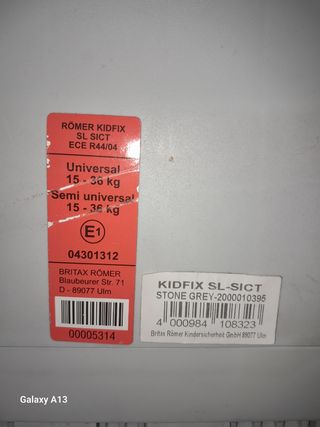 RÖMER KIDFIX
SL SICT
ECE R44/04
Universal
15 - 36 kg
Semi universal
15 - 36 kg
E1
04301312
BRITAX RÖMER
Blaubeurer Str. 71
D - 89077 Ulm
00005314
KIDFIX SL-SICT
STONE GREY-2000010395
4 000984 108323
Britax Römer Kindersicherheit GmbH 89077 Ulm
Galaxy A13